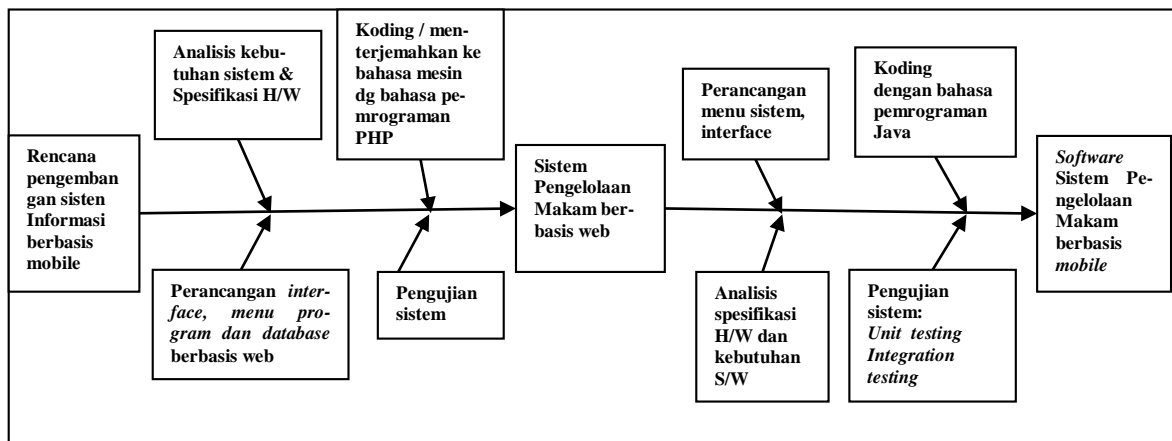 Rencana
pengemban
gan sisten
Informasi
berbasis
mobile
Analisis kebu-
tuhan sistem &
Spesifikasi H/W
Perancangan inter-
face, menu pro-
gram dan database
berbasis web
Koding / men-
terjemahkan ke
bahasa mesin
dg bahasa pe-
mrograman
PHP
Pengujian
sistem
Sistem
Pengelolaan
Makam ber-
basis web
Perancangan
menu sistem,
interface
Analisis
spesifikasi
H/W dan
kebutuhan
S/W
Koding
dengan bahasa
pemrograman
Java
Pengujian
sistem:
Unit testing
Integration
testing
Software
Sistem Pe-
ngelolaan
Makam
berbasis
mobile